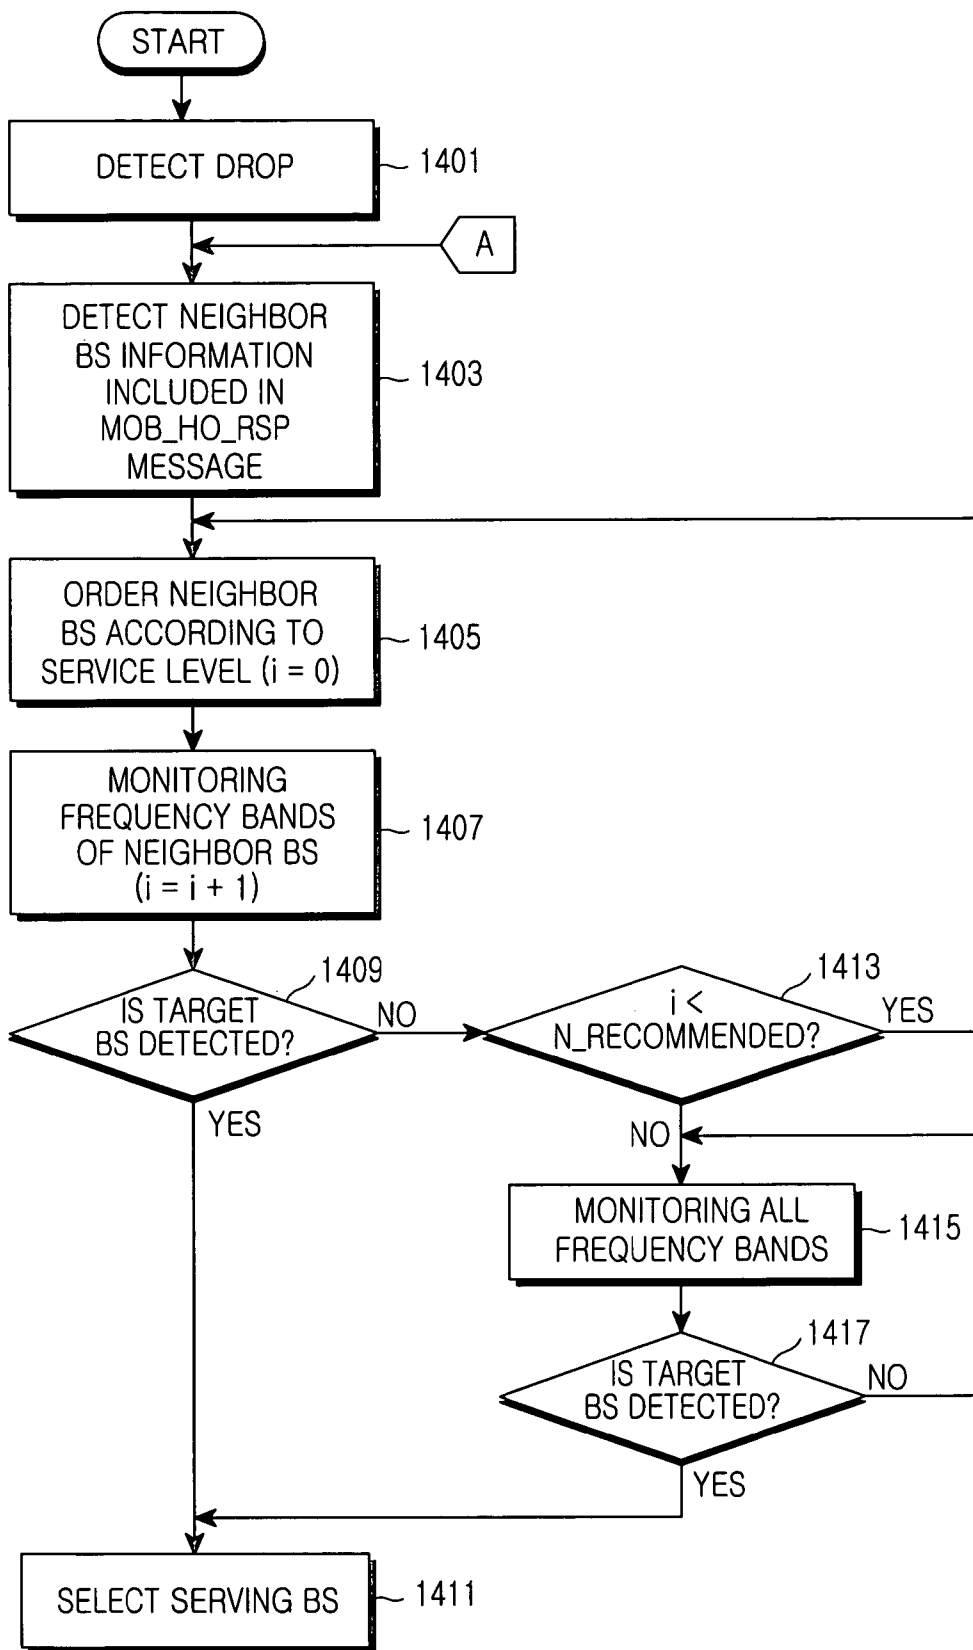 START
DETECT DROP
1401
A
DETECT NEIGHBOR
BS INFORMATION
INCLUDED IN
MOB_HO_RSP
MESSAGE
1403
ORDER NEIGHBOR
BS ACCORDING TO
SERVICE LEVEL (i = 0)
1405
MONITORING
FREQUENCY BANDS
OF NEIGHBOR BS
(i = i + 1)
1407
1409
IS TARGET
BS DETECTED?
NO
YES
1413
i <
N_RECOMMENDED?
YES
NO
MONITORING ALL
FREQUENCY BANDS
1415
1417
IS TARGET
BS DETECTED?
NO
YES
SELECT SERVING BS
1411